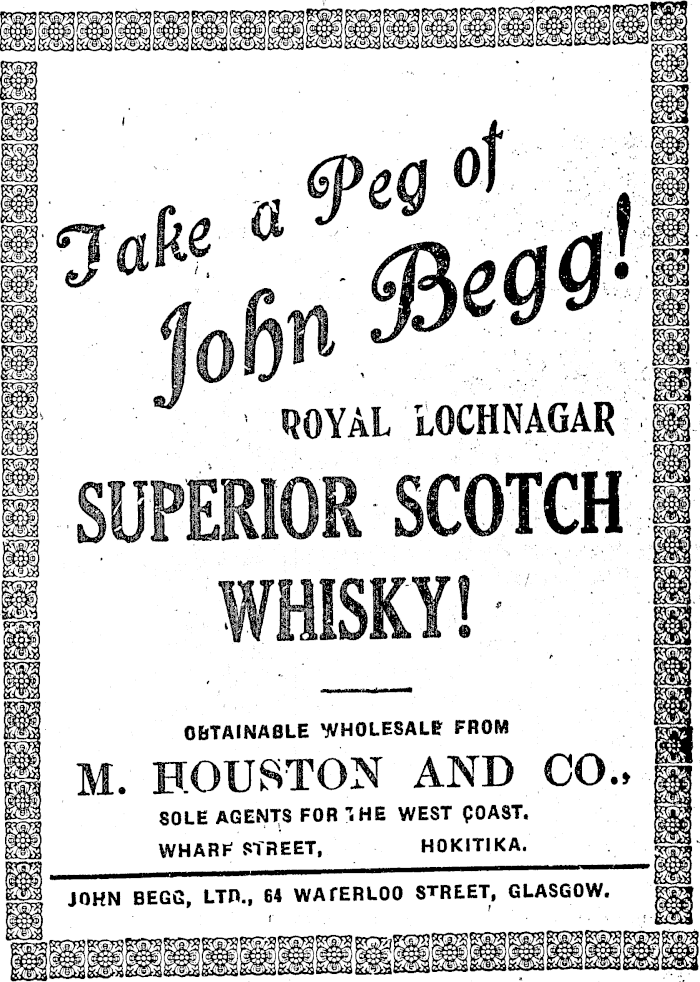 Take a Peg of
John Begg!
ROYAL LOCHNAGAR
SUPERIOR SCOTCH
WHISKY!
OBTAINABLE WHOLESALE FROM
M. HOUSTON AND CO.,
SOLE AGENTS FOR THE WEST COAST.
WHARF STREET, HOKITIKA.
JOHN BEGG, LTD., 64 WATERLOO STREET, GLASGOW.